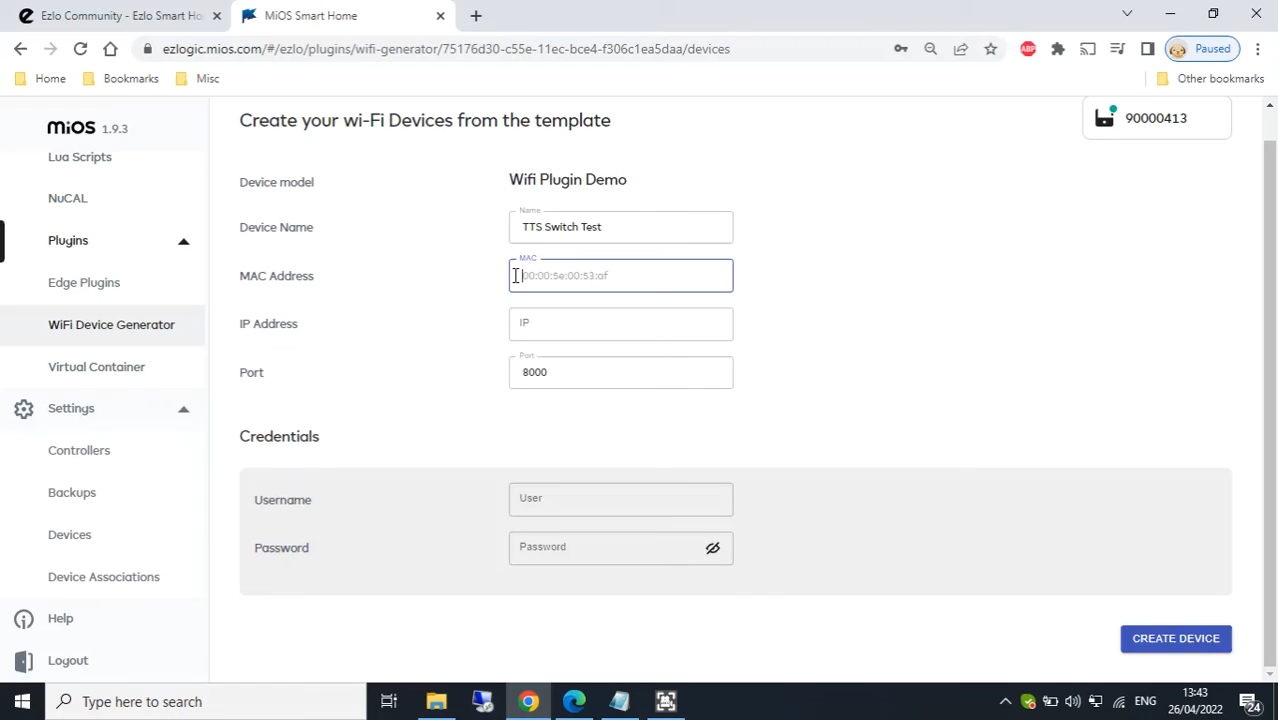 Ezlo Community - Ezlo Smart Ho
MiOS Smart Home
ezlogic.mios.com/#/ezlo/plugins/wifi-generator/75176d30-c55e-11ec-bce4-f306c1ea5daa/devices
ABP
Paused
Home
Bookmarks
Misc
Other bookmarks
MiOS 1.9.3
Lua Scripts
NuCAL
Plugins
Edge Plugins
WiFi Device Generator
Virtual Container
Settings
Controllers
Backups
Devices
Device Associations
Help
Logout
Create your wi-Fi Devices from the template
90000413
Device model
Wifi Plugin Demo
Device Name
Name
TTS Switch Test
MAC Address
MAC
00:00:5e:00:53:af
IP Address
IP
Port
Port
8000
Credentials
Username
User
Password
Password
CREATE DEVICE
Type here to search
ENG
13:43
26/04/2022
24